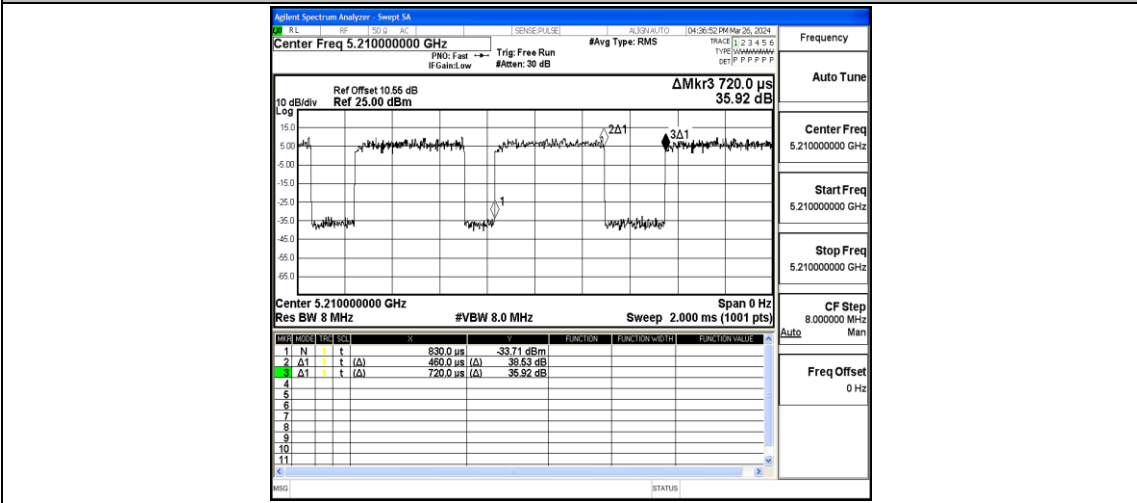 Agilent Spectrum Analyzer - Swept SA
RL RF 50 Ω AC SENSE:PULSE ALIGN AUTO 04:36:52 PM Mar 26, 2024
Center Freq 5.210000000 GHz #Avg Type: RMS TRACE 1 2 3 4 5 6
PNO: Fast Trig: Free Run TYPE
IFGain:Low #Atten: 30 dB DET P P P P P P
Frequency
Auto Tune
Center Freq
5.210000000 GHz
Start Freq
5.210000000 GHz
Stop Freq
5.210000000 GHz
CF Step
8.000000 MHz
Auto Man
Freq Offset
0 Hz
ΔMkr3 720.0 µs
35.92 dB
Ref Offset 10.55 dB
10 dB/div Ref 25.00 dBm
Log
15.0
5.00
-5.00
-15.0
-25.0
-35.0
-45.0
-55.0
-65.0
2Δ1
3Δ1
1
Center 5.210000000 GHz Span 0 Hz
Res BW 8 MHz #VBW 8.0 MHz Sweep 2.000 ms (1001 pts)
MKR MODE TRC SCL X Y FUNCTION FUNCTION WIDTH FUNCTION VALUE
1 N 1 t 830.0 µs -33.71 dBm
2 Δ1 1 t (Δ) 460.0 µs (Δ) 38.53 dB
3 Δ1 1 t (Δ) 720.0 µs (Δ) 35.92 dB
4
5
6
7
8
9
10
11
MSG STATUS